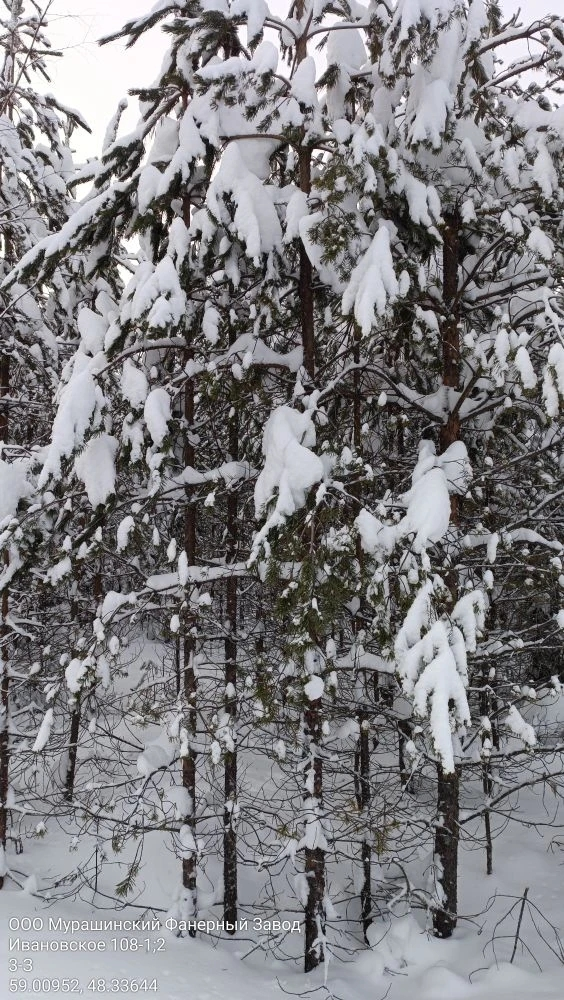 ООО Мурашинский Фанерный Завод
Ивановское 108-1;2
3-3
59.00952, 48.33644